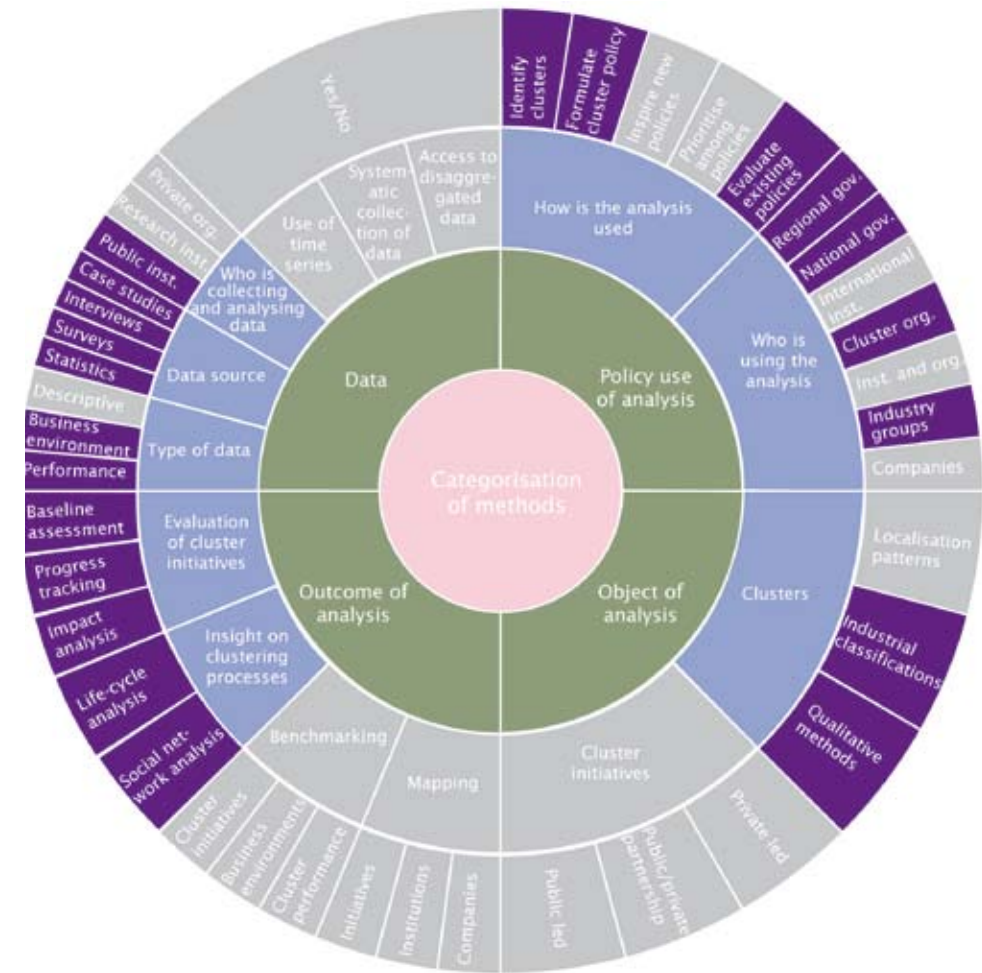 Categorisation
of methods
Policy use
of analysis
Object of
analysis
Outcome of
analysis
Data
How is the analysis
used
Who is
using the
analysis
Clusters
Cluster
initiatives
Mapping
Benchmarking
Insight on
clustering
processes
Evaluation
of cluster
initiatives
Type of data
Data source
Who is
collecting
and analysing
data
Use of
time
series
System-
atic
collec-
tion of
data
Access to
disaggre-
gated
data
Identify
clusters
Formulate
cluster policy
Inspire new
policies
Prioritise
among
policies
Evaluate
existing
policies
Regional gov.
National gov.
International
inst.
Cluster org.
Inst. and org.
Industry
groups
Companies
Localisation
patterns
Industrial
classifications
Qualitative
methods
Private led
Public/private
partnership
Public led
Companies
Institutions
Initiatives
Cluster
performance
Business
environments
Cluster
Initiatives
Social net-
work analysis
Life-cycle
analysis
Impact
analysis
Progress
tracking
Baseline
assessment
Performance
Business
environment
Descriptive
Statistics
Surveys
Interviews
Case studies
Public inst.
Research inst.
Private org.
Yes/No